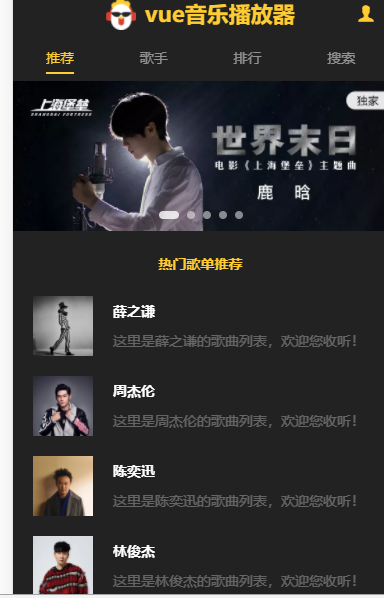 vue音乐播放器
推荐 歌手 排行 搜索
独家
上海堡垒
SHANGHAI FORTRESS
世界末日
电影《上海堡垒》主题曲
鹿 晗
热门歌单推荐
薛之谦
这里是薛之谦的歌曲列表，欢迎您收听！
周杰伦
这里是周杰伦的歌曲列表，欢迎您收听！
陈奕迅
这里是陈奕迅的歌曲列表，欢迎您收听！
林俊杰
这里是林俊杰的歌曲列表，欢迎您收听！